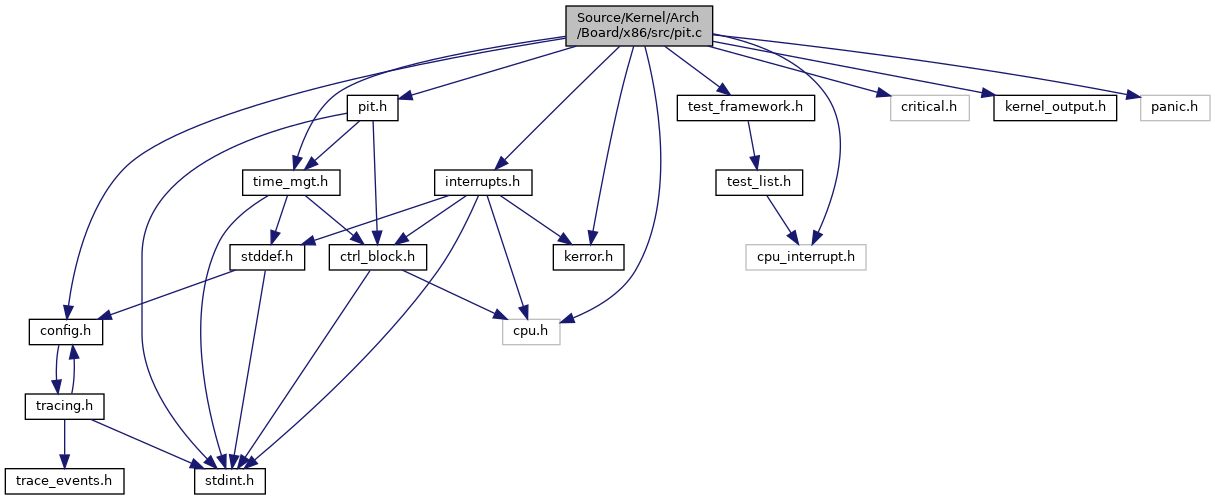 Source/Kernel/Arch
/Board/x86/src/pit.c
pit.h
test_framework.h
critical.h
kernel_output.h
panic.h
time_mgt.h
interrupts.h
test_list.h
stddef.h
ctrl_block.h
kerror.h
cpu_interrupt.h
config.h
cpu.h
tracing.h
trace_events.h
stdint.h